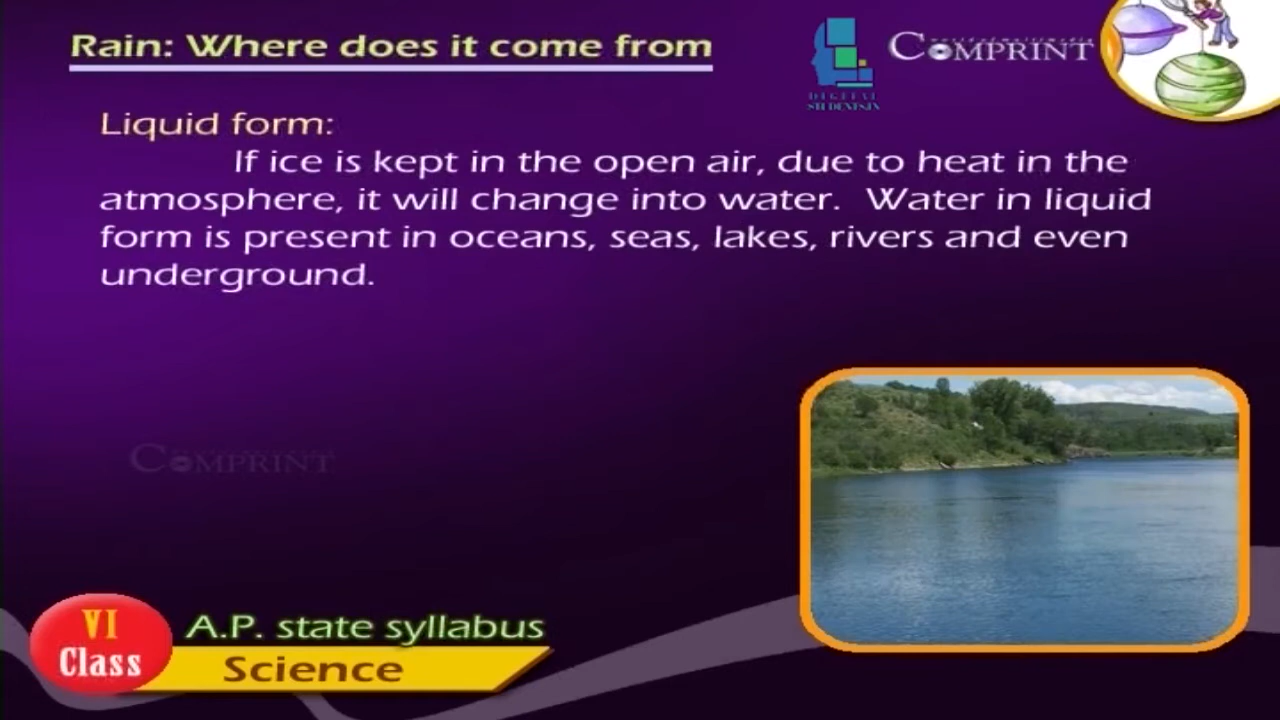 Rain: Where does it come from
COMPRINT
DIGITAL
Liquid form:
If ice is kept in the open air, due to heat in the
atmosphere, it will change into water. Water in liquid
form is present in oceans, seas, lakes, rivers and even
underground.
COMPRINT
VI
Class
A.P. state syllabus
Science